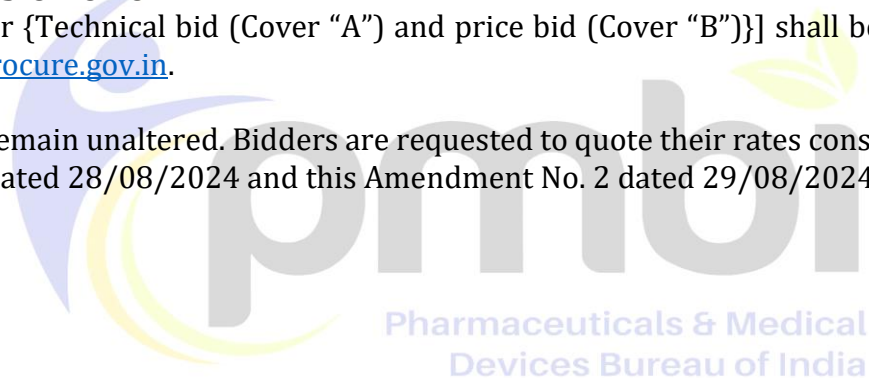 r {Technical bid (Cover “A”) and price bid (Cover “B”)}] shall be
rocure.gov.in.
emain unaltered. Bidders are requested to quote their rates cons
ated 28/08/2024 and this Amendment No. 2 dated 29/08/2024
pmbi
Pharmaceuticals & Medical
Devices Bureau of India